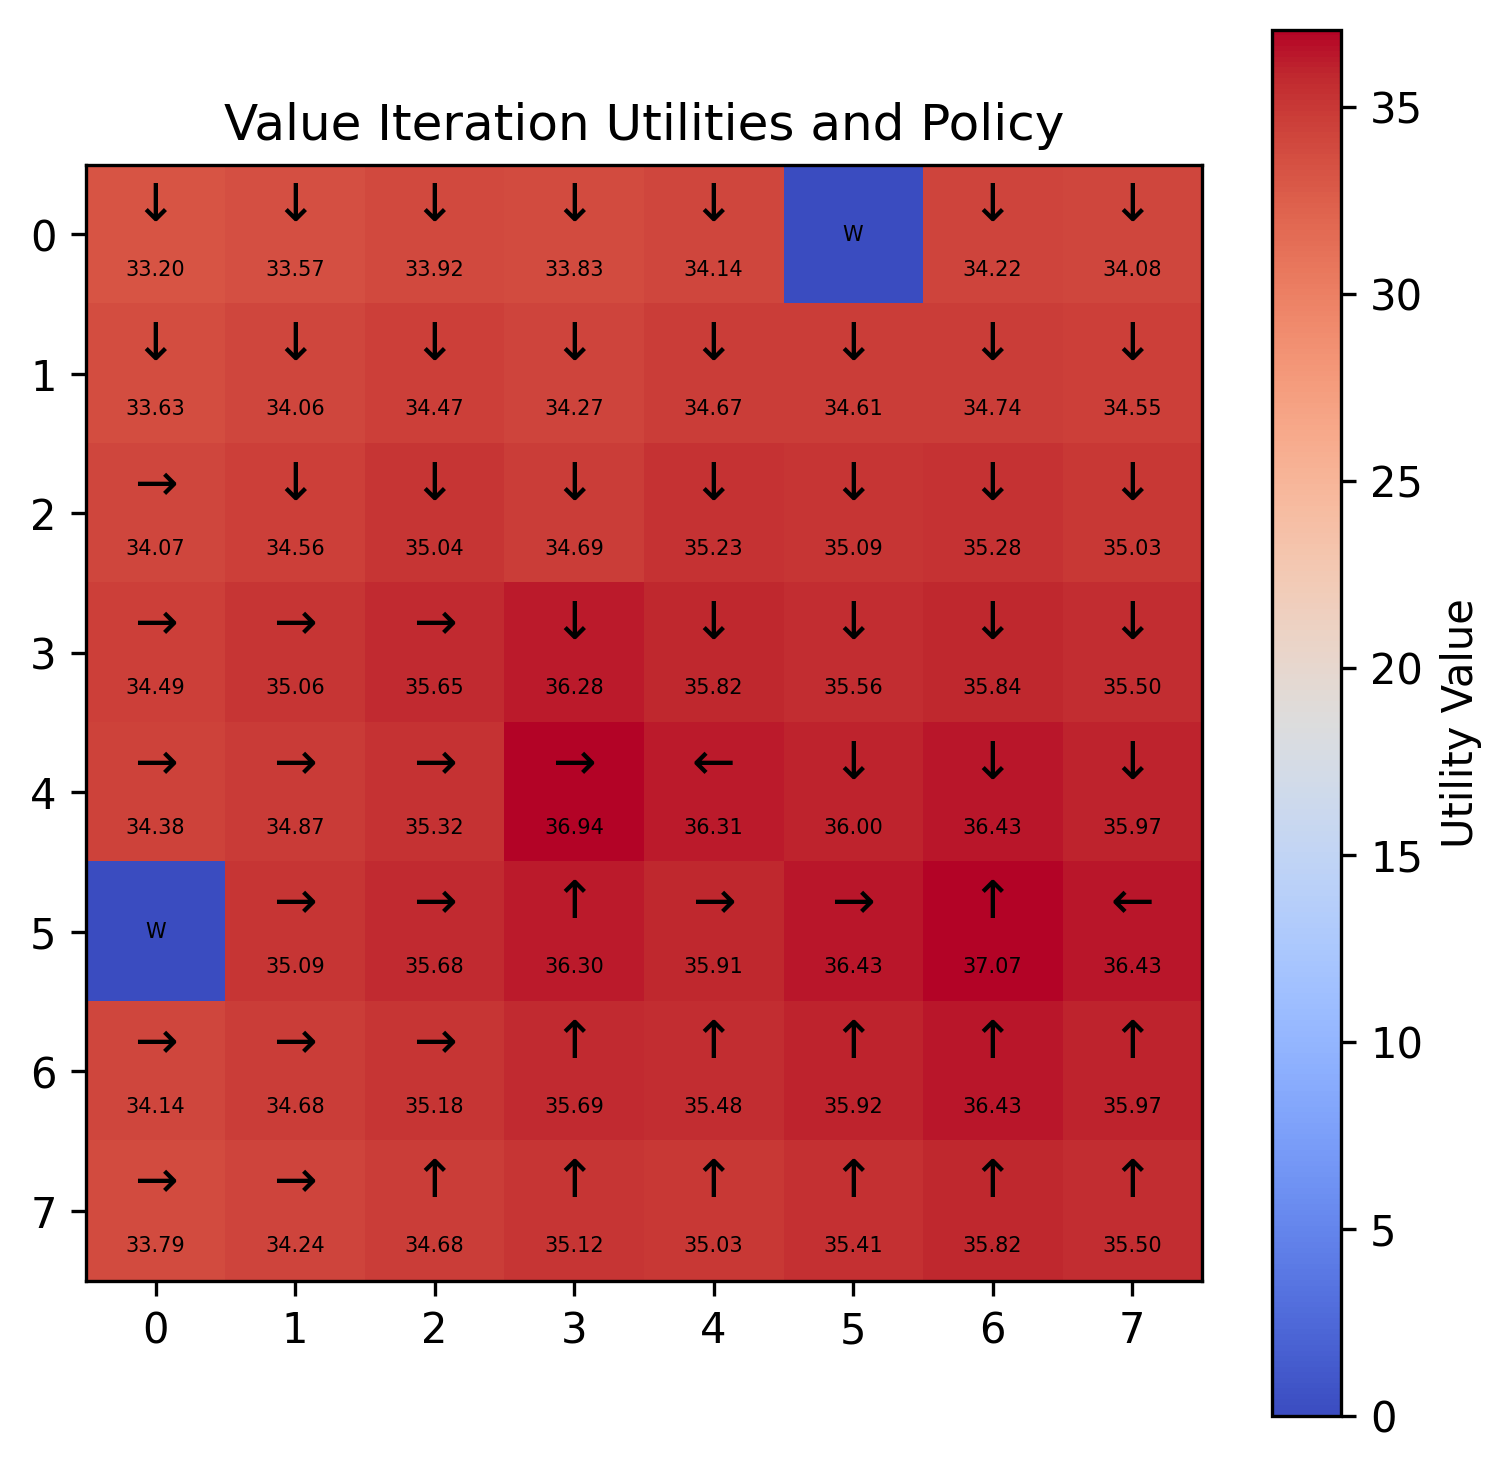 Value Iteration Utilities and Policy
↓ ↓ ↓ ↓ ↓ W ↓ ↓
0
33.20 33.57 33.92 33.83 34.14 34.22 34.08
↓ ↓ ↓ ↓ ↓ ↓ ↓ ↓
1
33.63 34.06 34.47 34.27 34.67 34.61 34.74 34.55
→ ↓ ↓ ↓ ↓ ↓ ↓ ↓
2
34.07 34.56 35.04 34.69 35.23 35.09 35.28 35.03
→ → → ↓ ↓ ↓ ↓ ↓
3
34.49 35.06 35.65 36.28 35.82 35.56 35.84 35.50
→ → → → ← ↓ ↓ ↓
4
34.38 34.87 35.32 36.94 36.31 36.00 36.43 35.97
W → → ↑ → → ↑ ←
5
35.09 35.68 36.30 35.91 36.43 37.07 36.43
→ → → ↑ ↑ ↑ ↑ ↑
6
34.14 34.68 35.18 35.69 35.48 35.92 36.43 35.97
→ → ↑ ↑ ↑ ↑ ↑ ↑
7
33.79 34.24 34.68 35.12 35.03 35.41 35.82 35.50
0 1 2 3 4 5 6 7
35
30
25
20
15
10
5
0
Utility Value